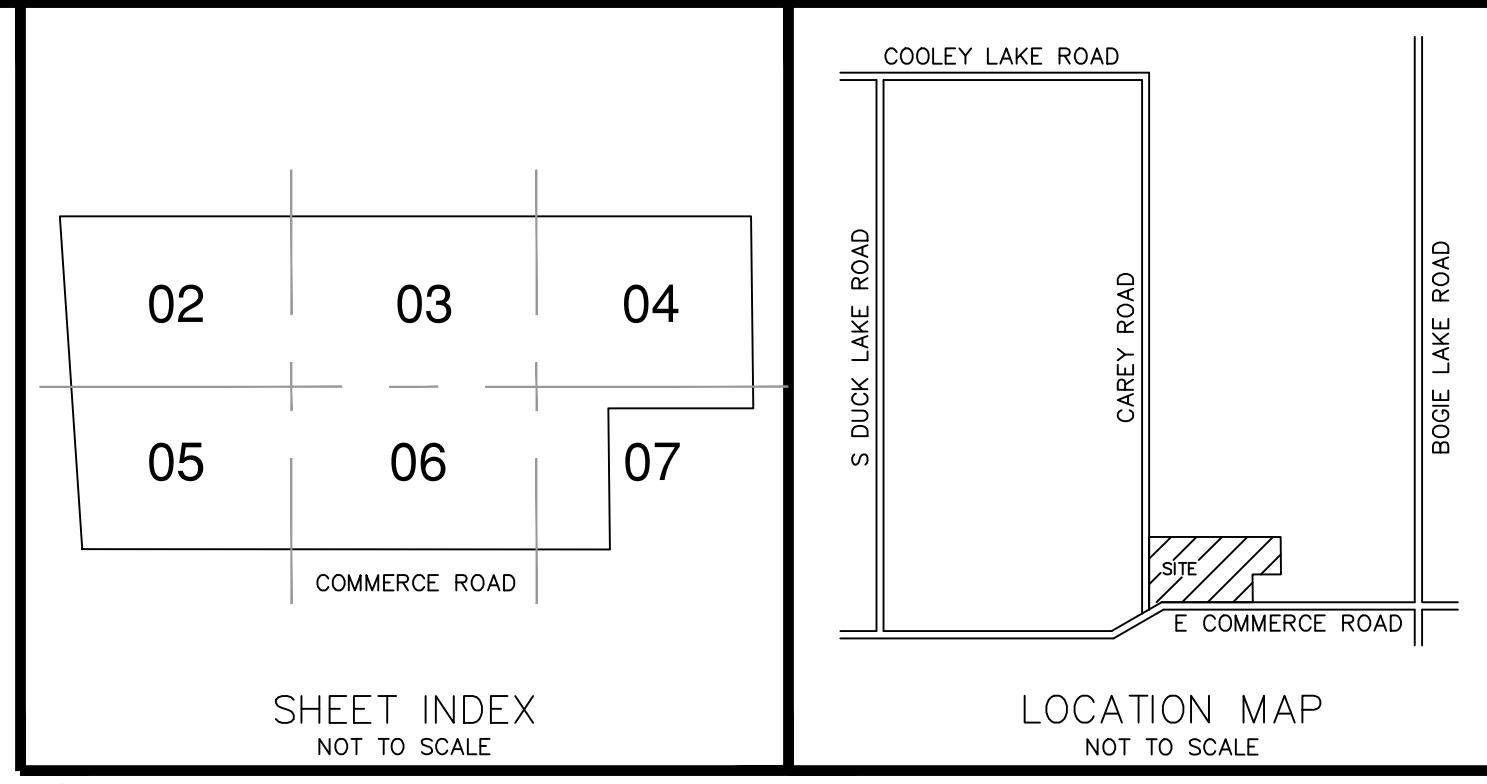 02
03
04
05
06
07
COMMERCE ROAD
SHEET INDEX
NOT TO SCALE
COOLEY LAKE ROAD
S DUCK LAKE ROAD
CAREY ROAD
BOGIE LAKE ROAD
SITE
E COMMERCE ROAD
LOCATION MAP
NOT TO SCALE